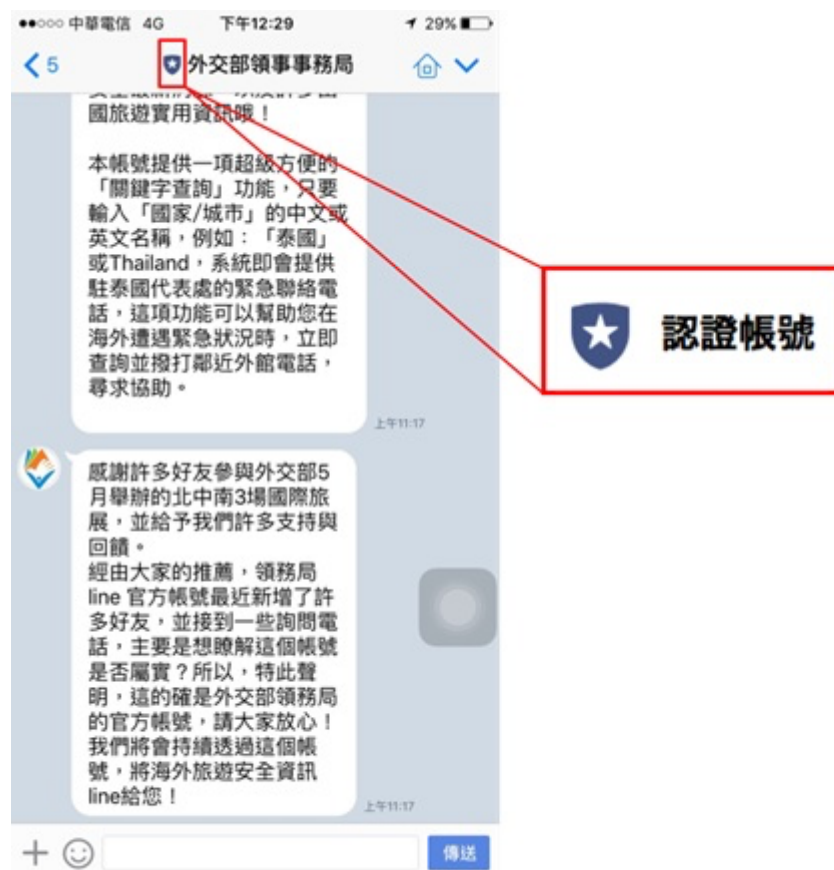 中華電信 4G 下午12:29 29%
5 外交部領事事務局
國旅遊實用資訊哦！
本帳號提供一項超級方便的
「關鍵字查詢」功能，只要
輸入「國家/城市」的中文或
英文名稱，例如：「泰國」
或Thailand，系統即會提供
駐泰國代表處的緊急聯絡電
話，這項功能可以幫助您在
海外遭遇緊急狀況時，立即
查詢並撥打鄰近外館電話，
尋求協助。
上午11:17
認證帳號
感謝許多好友參與外交部5
月舉辦的北中南3場國際旅
展，並給予我們許多支持與
回饋。
經由大家的推薦，領務局
line 官方帳號最近新增了許
多好友，並接到一些詢問電
話，主要是想瞭解這個帳號
是否屬實？所以，特此聲
明，這的確是外交部領務局
的官方帳號，請大家放心！
我們將會持續透過這個帳
號，將海外旅遊安全資訊
line給您！
上午11:17
傳送